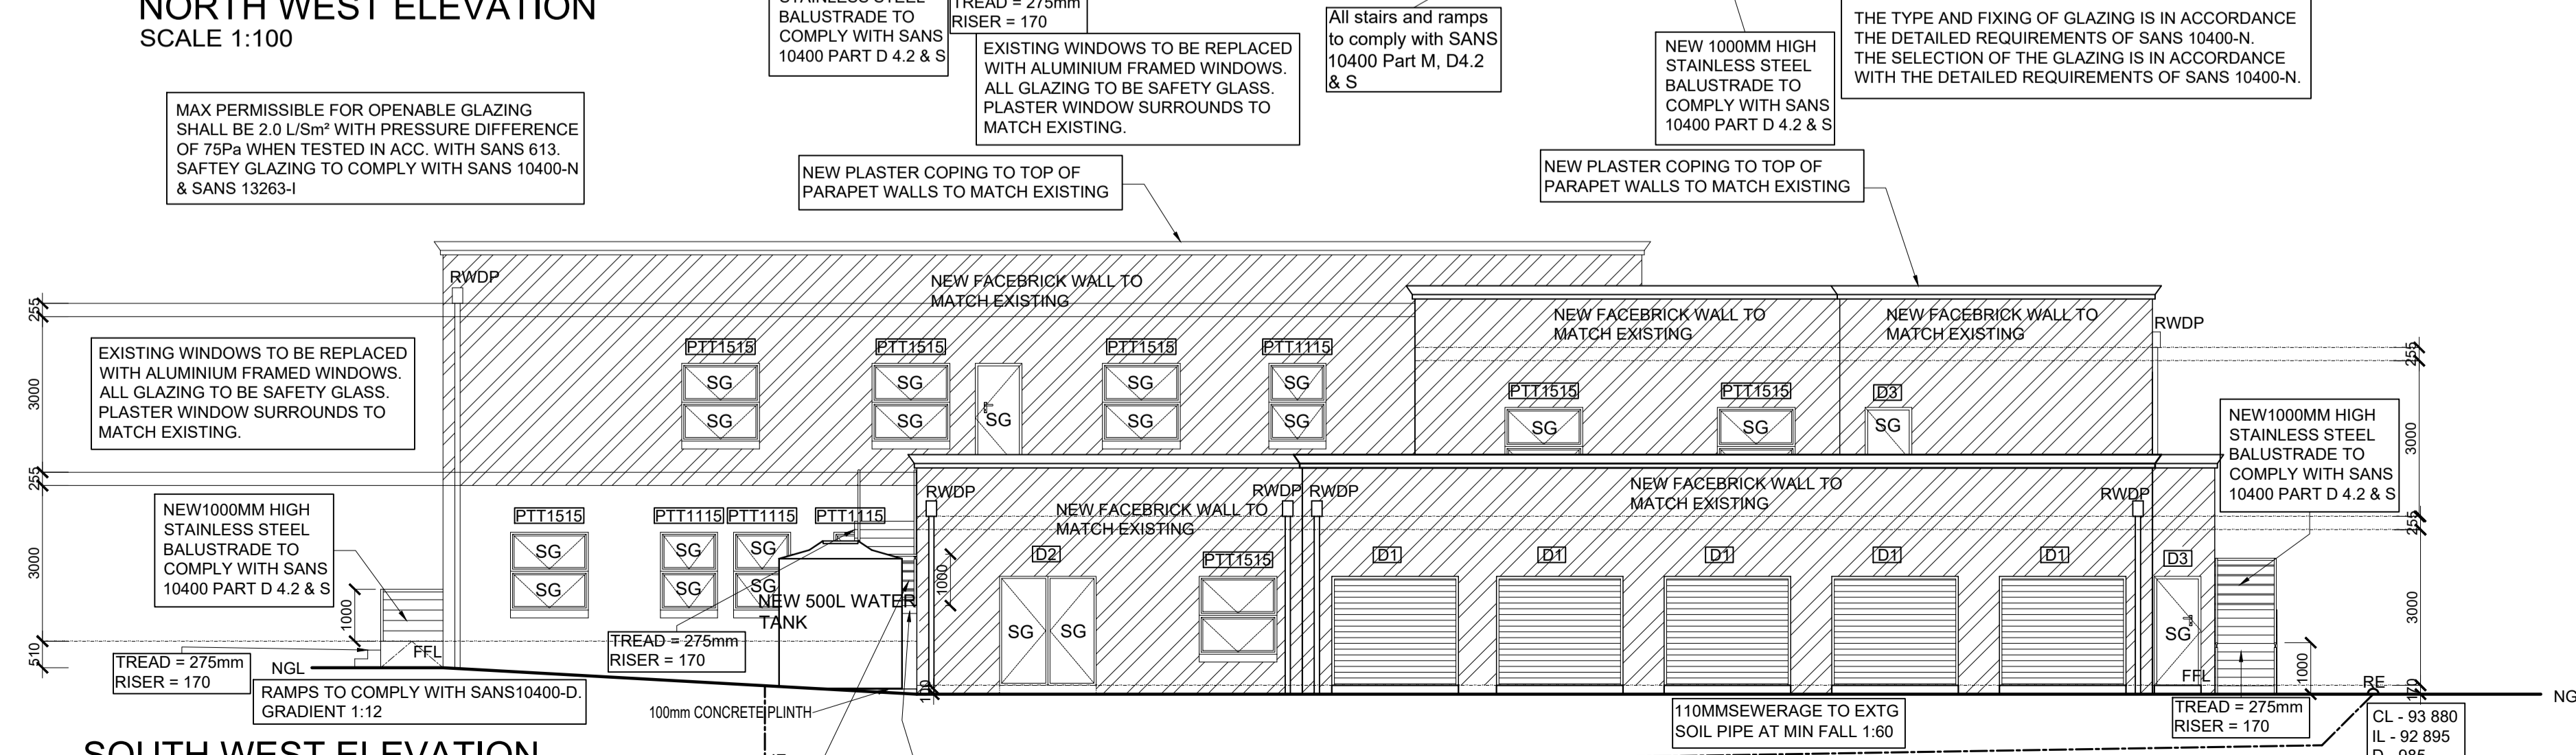 NORTH WEST ELEVATION
SCALE 1:100
STAINLESS STEEL
BALUSTRADE TO
COMPLY WITH SANS
10400 PART D 4.2 & S
TREAD = 275mm
RISER = 170
EXISTING WINDOWS TO BE REPLACED
WITH ALUMINIUM FRAMED WINDOWS.
ALL GLAZING TO BE SAFETY GLASS.
PLASTER WINDOW SURROUNDS TO
MATCH EXISTING.
All stairs and ramps
to comply with SANS
10400 Part M, D4.2
& S
NEW 1000MM HIGH
STAINLESS STEEL
BALUSTRADE TO
COMPLY WITH SANS
10400 PART D 4.2 & S
THE TYPE AND FIXING OF GLAZING IS IN ACCORDANCE
THE DETAILED REQUIREMENTS OF SANS 10400-N.
THE SELECTION OF THE GLAZING IS IN ACCORDANCE
WITH THE DETAILED REQUIREMENTS OF SANS 10400-N.
MAX PERMISSIBLE FOR OPENABLE GLAZING
SHALL BE 2.0 L/Sm² WITH PRESSURE DIFFERENCE
OF 75Pa WHEN TESTED IN ACC. WITH SANS 613.
SAFTEY GLAZING TO COMPLY WITH SANS 10400-N
& SANS 13263-I
NEW PLASTER COPING TO TOP OF
PARAPET WALLS TO MATCH EXISTING
NEW PLASTER COPING TO TOP OF
PARAPET WALLS TO MATCH EXISTING
RWDP
NEW FACEBRICK WALL TO
MATCH EXISTING
NEW FACEBRICK WALL TO
MATCH EXISTING
NEW FACEBRICK WALL TO
MATCH EXISTING
RWDP
255
3000
255
3000
510
EXISTING WINDOWS TO BE REPLACED
WITH ALUMINIUM FRAMED WINDOWS.
ALL GLAZING TO BE SAFETY GLASS.
PLASTER WINDOW SURROUNDS TO
MATCH EXISTING.
PTT1515
SG
SG
PTT1515
SG
SG
SG
PTT1515
SG
SG
PTT1115
SG
SG
PTT1515
SG
PTT1515
SG
D3
SG
255
3000
255
3000
170
NEW1000MM HIGH
STAINLESS STEEL
BALUSTRADE TO
COMPLY WITH SANS
10400 PART D 4.2 & S
NEW1000MM HIGH
STAINLESS STEEL
BALUSTRADE TO
COMPLY WITH SANS
10400 PART D 4.2 & S
1000
PTT1515
SG
SG
PTT1115
SG
SG
PTT1115
SG
SG
PTT1115
NEW 500L WATER
TANK
1000
RWDP
NEW FACEBRICK WALL TO
MATCH EXISTING
RWDP
RWDP
NEW FACEBRICK WALL TO
MATCH EXISTING
RWDP
D2
SG
SG
PTT1515
D1
D1
D1
D1
D1
D3
SG
FFL
1000
TREAD = 275mm
RISER = 170
NGL
FFL
TREAD = 275mm
RISER = 170
RAMPS TO COMPLY WITH SANS10400-D.
GRADIENT 1:12
100mm CONCRETE PLINTH
100
110MMSEWERAGE TO EXTG
SOIL PIPE AT MIN FALL 1:60
TREAD = 275mm
RISER = 170
RE
NG
CL - 93 880
IL - 92 895
D - 985
SOUTH WEST ELEVATION